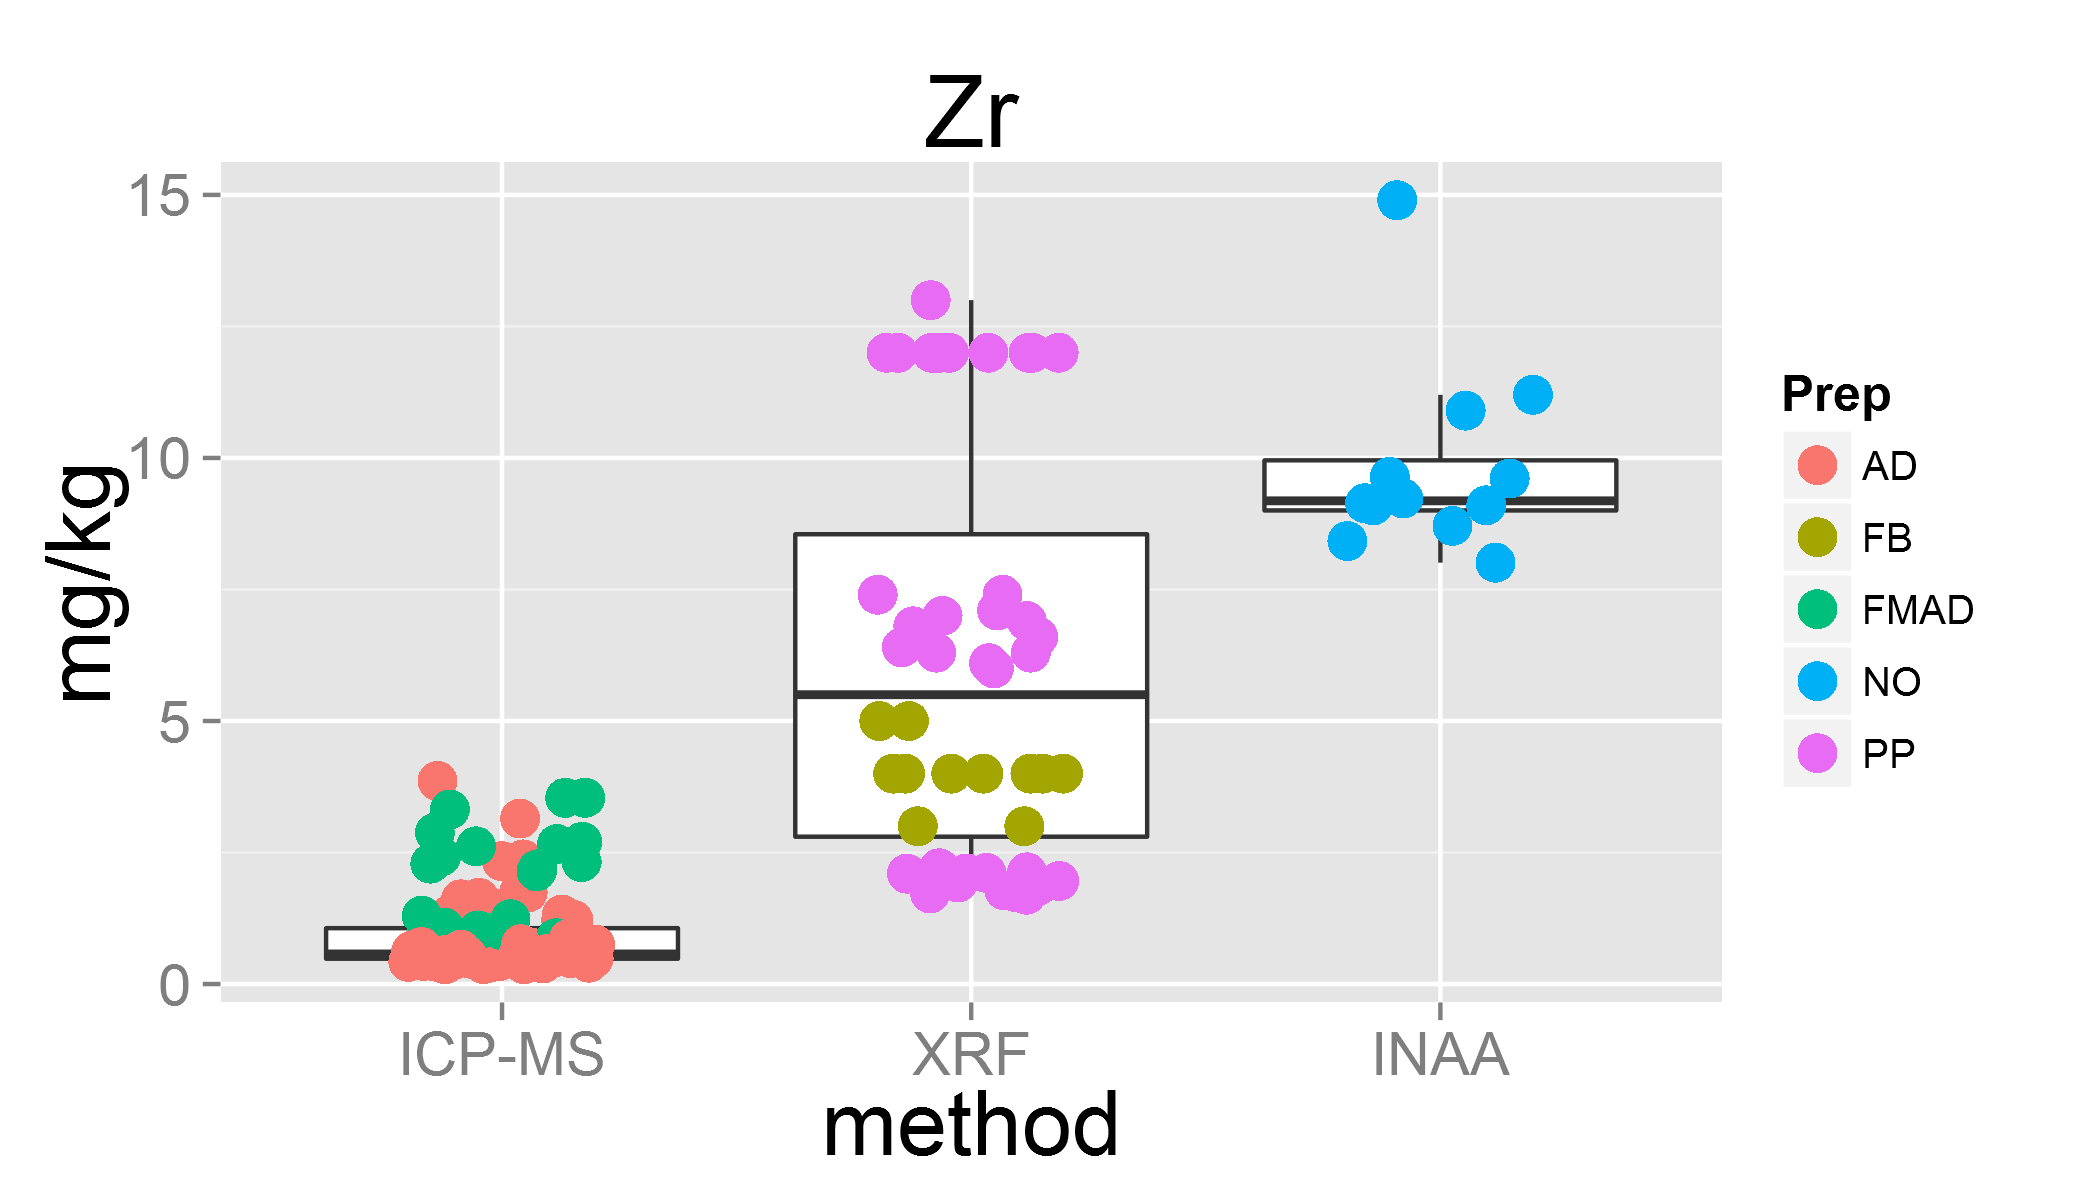 Zr
mg/kg
15
10
5
0
ICP-MS XRF INAA
method
Prep
AD
FB
FMAD
NO
PP